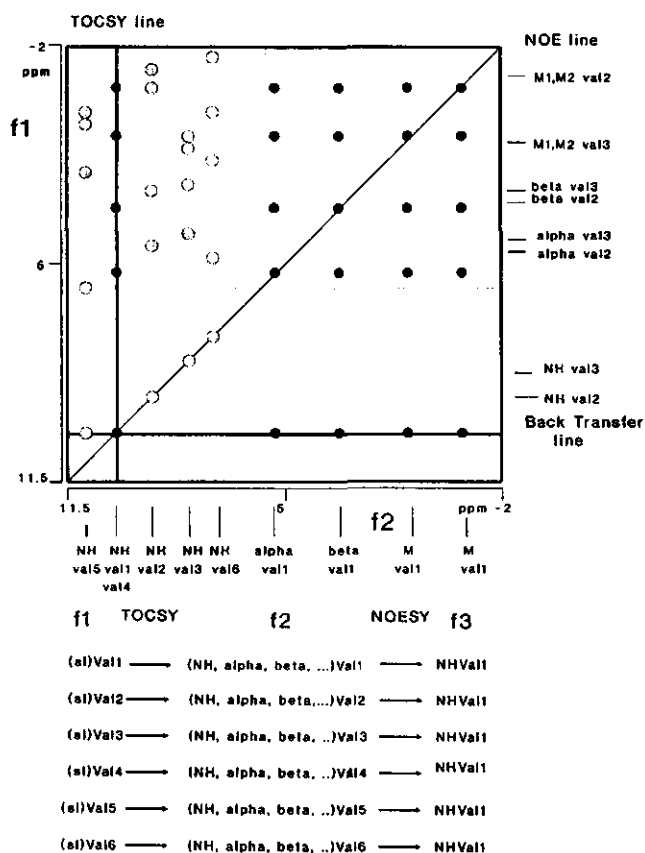 TOCSY line
-2
ppm
f1
6
11.5
NOE line
M1,M2 val2
M1,M2 val3
beta val3
beta val2
alpha val3
alpha val2
NH val3
NH val2
Back Transfer
line
11.5
5
f2
ppm -2
NH NH NH NH NH alpha beta M M
val5 val1 val2 val3 val6 val1 val1 val1 val1
val4
f1 TOCSY f2 NOESY f3
(sl)Val1 (NH, alpha, beta, ...)Val1 NHVal1
(sl)Val2 (NH, alpha, beta,...)Val2 NHVal1
(sl)Val3 (NH, alpha, beta, ..)Val3 NHVal1
(sl)Val4 (NH, alpha, beta, ..)Val4 NHVal1
(sl)Val5 (NH, alpha, beta, ..)Val5 NHVal1
(sl)Val6 (NH, alpha, beta, ..)Val6 NHVal1